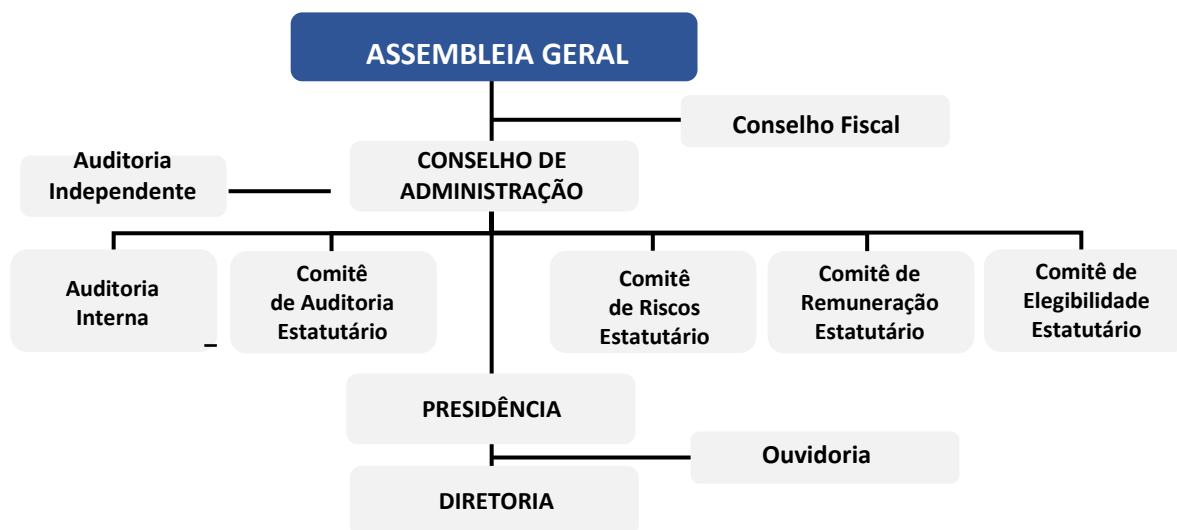 ASSEMBLEIA GERAL
Conselho Fiscal
Auditoria
Independente
CONSELHO DE
ADMINISTRAÇÃO
Auditoria
Interna
Comitê
de Auditoria
Estatutário
Comitê
de Riscos
Estatutário
Comitê de
Remuneração
Estatutário
Comitê de
Elegibilidade
Estatutário
PRESIDÊNCIA
Ouvidoria
DIRETORIA